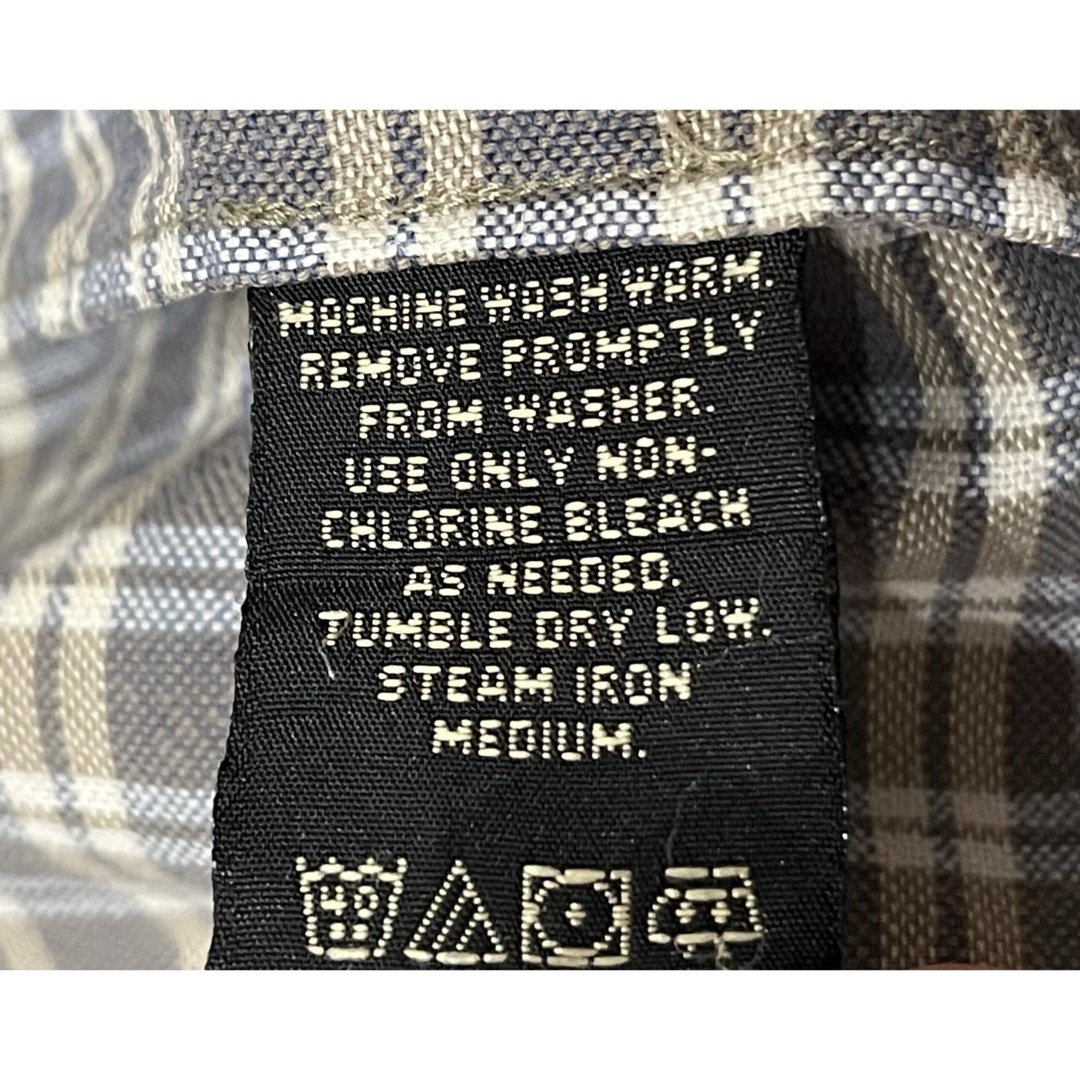 MACHINE WASH WARM.
REMOVE PROMPTLY
FROM WASHER.
USE ONLY NON-
CHLORINE BLEACH
AS NEEDED.
TUMBLE DRY LOW.
STEAM IRON
MEDIUM.
40